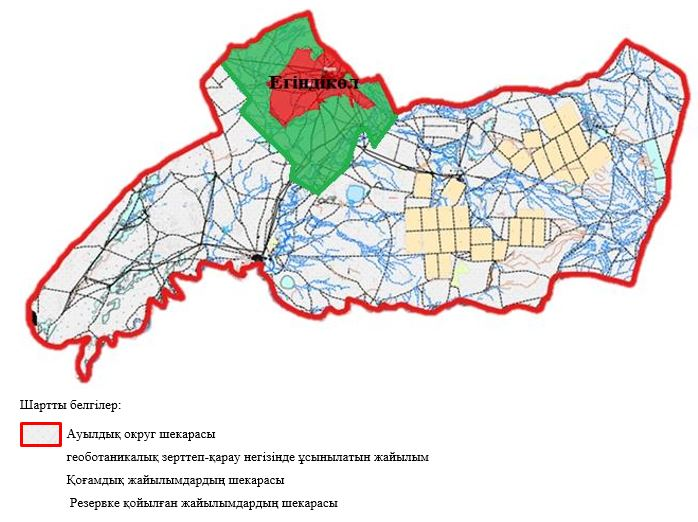 Егіндікөл
Шартты белгілер:
Ауылдық округ шекарасы
геоботаникалық зерттеп-қарау негізінде ұсынылатын жайылым
Қоғамдық жайылымдардың шекарасы
Резервке қойылған жайылымдардың шекарасы